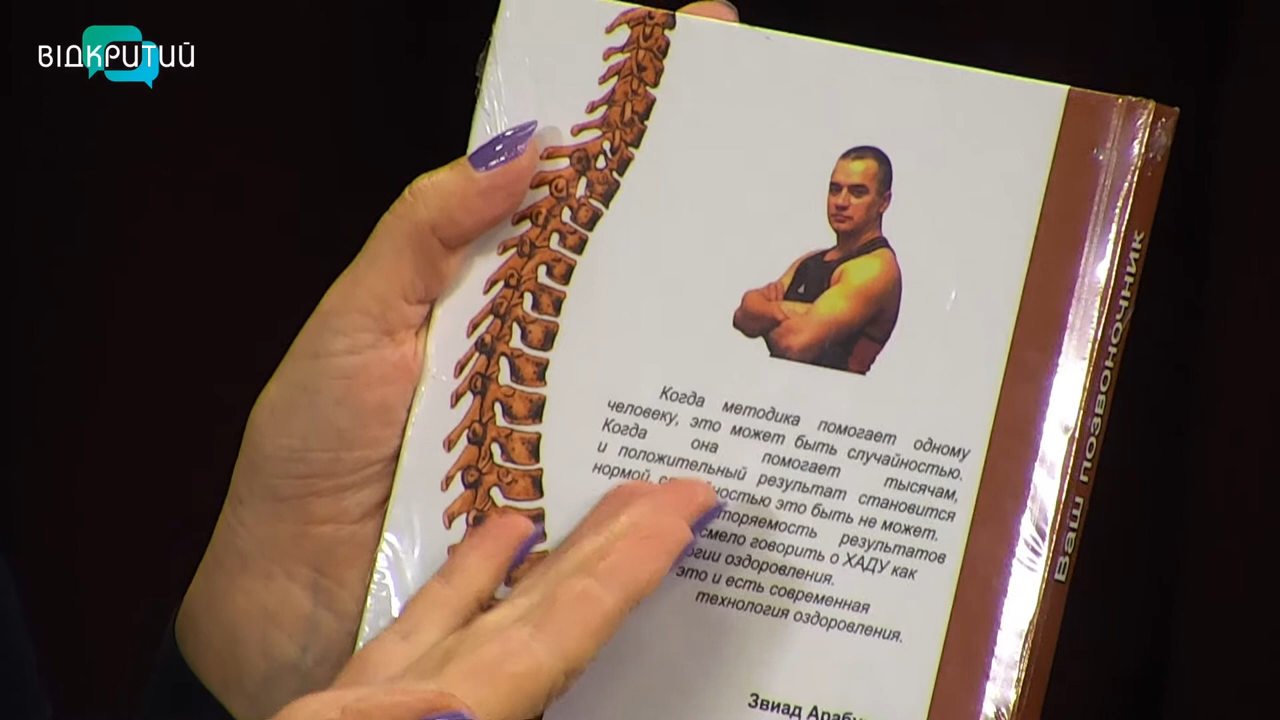 ВІДКРИТИЙ
Когда методика помогает одному
человеку, это может быть случайностью.
Когда она помогает тысячам,
и положительный результат становится
нормой, это быть не может.
результатов
смело говорить о ХАДУ как
оздоровления.
это и есть современная
технология оздоровления.
Звиад
Ваш позвоночник